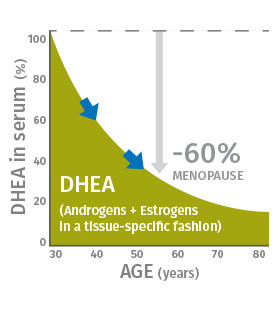 100
80
60
40
20
0
DHEA in serum (%)
-60%
MENOPAUSE
DHEA
(Androgens + Estrogens
in a tissue-specific fashion)
30 40 50 70 80
AGE (years)